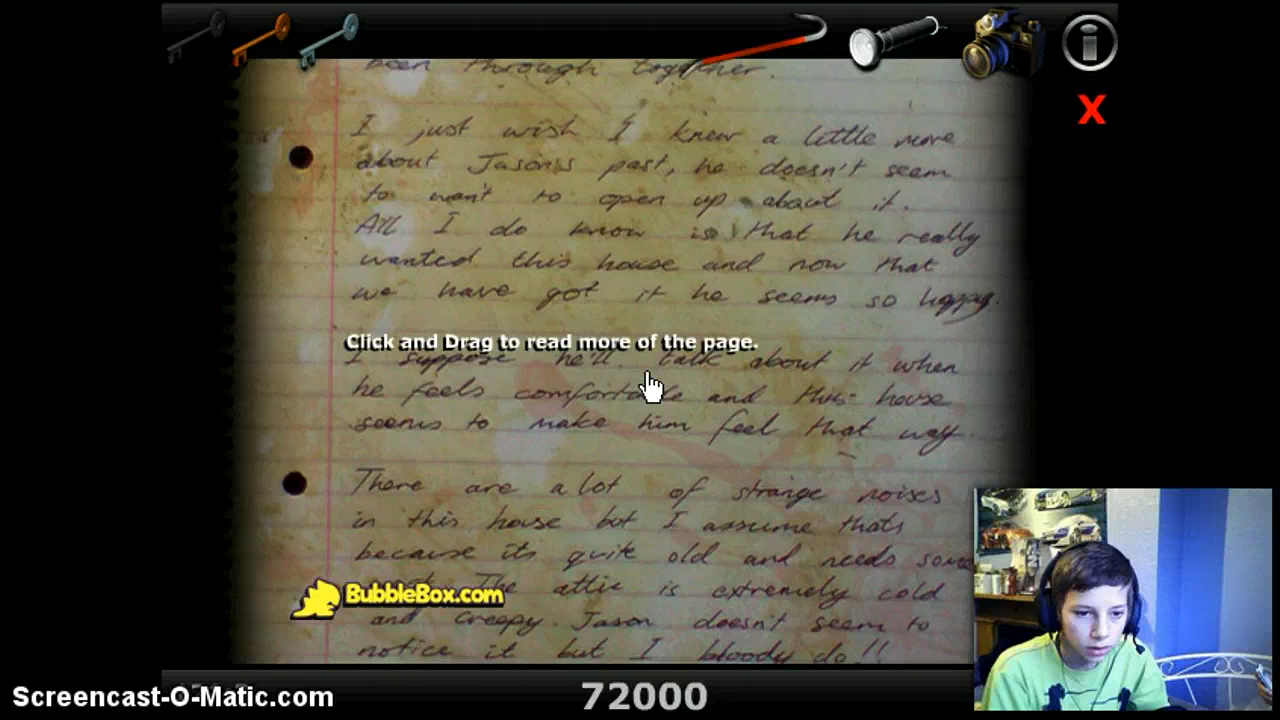 been through together.
I just wish I knew a little more
about Jason's past, he doesn't seem
to want to open up about it.
All I do know is that he really
wanted this house and now that
we have got it he seems so happy.
Click and Drag to read more of the page.
I suppose he'll talk about it when
he feels comfortable and this house
seems to make him feel that way.
There are a lot of strange noises
in this house but I assume thats
because its quite old and needs some
The attic is extremely cold
BubbleBox.com
and creepy. Jason doesn't seem to
notice it but I bloody do!!
72000
Screencast-O-Matic.com